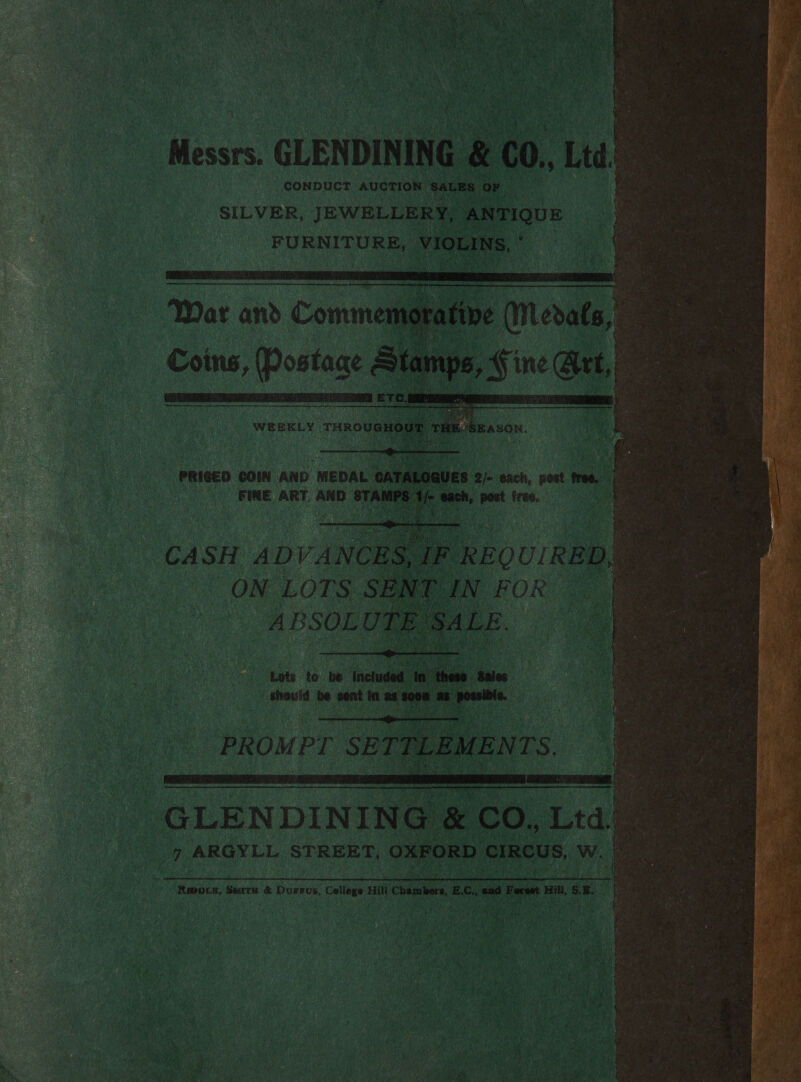 Messrs. GLENDINING & CO., Ltd.
CONDUCT AUCTION SALES OF
SILVER, JEWELLERY, ANTIQUE
FURNITURE, VIOLINS,
War and Commemorative Medals,
Coins, Postage Stamps, Fine Art,
ETC.
WEEKLY THROUGHOUT THE SEASON.
PRICED COIN AND MEDAL CATALOGUES 2/- each, post free.
FINE ART AND STAMPS 1/- each, post free.
CASH ADVANCES, IF REQUIRED,
ON LOTS SENT IN FOR
ABSOLUTE SALE.
Lots to be included in these Sales
should be sent in as soon as possible.
PROMPT SETTLEMENTS.
GLENDINING & CO., Ltd.
7 ARGYLL STREET, OXFORD CIRCUS, W.
RIDDLE, SMITH & DUFFUS, College Hill Chambers, E.C., and Forest Hill, S.E.